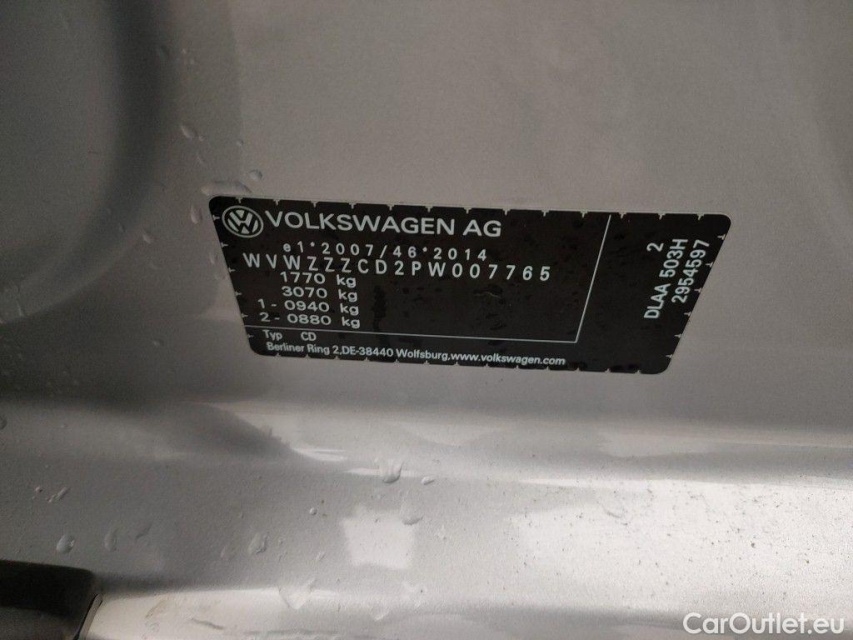 VOLKSWAGEN AG
e1*2007/46*2014
WVWZZZCD2PW007765
1770 kg
3070 kg
1 - 0940 kg
2 - 0880 kg
Typ CD
Berliner Ring 2,DE-38440 Wolfsburg,www.volkswagen.com
2
DLAA 503H
2954597
CarOutlet.eu